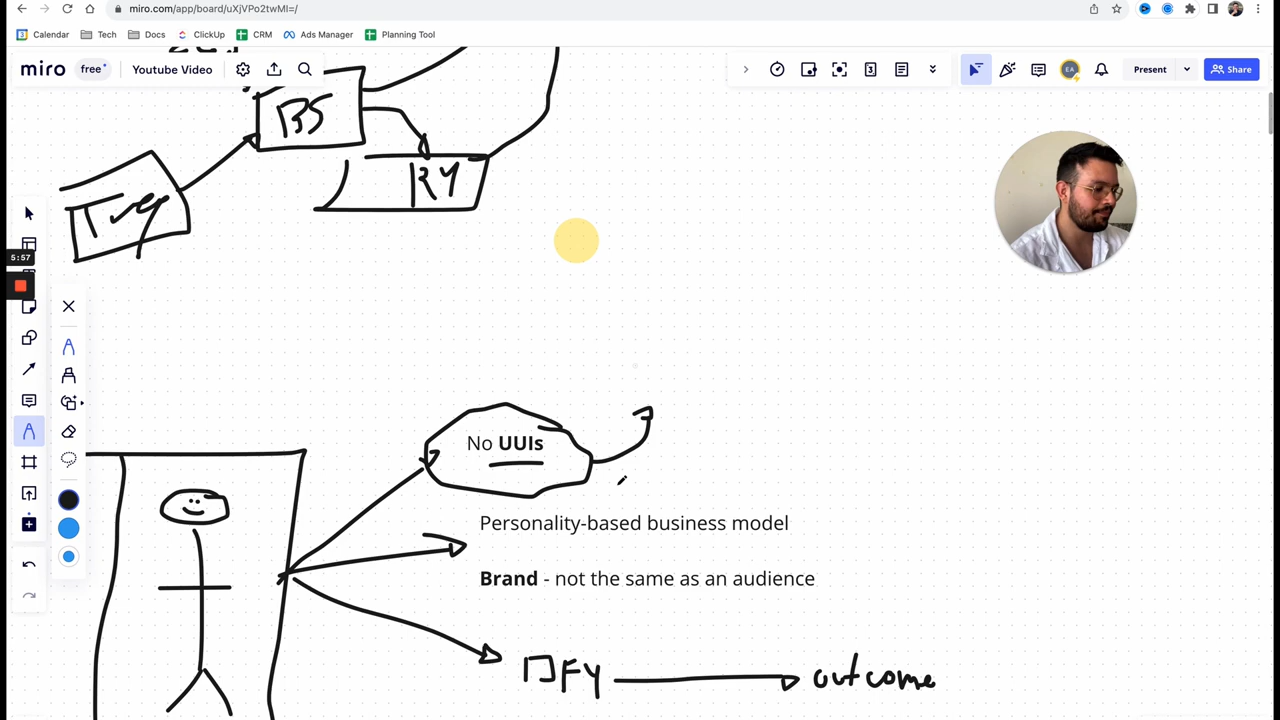 miro.com/app/board/uXjVPo2twMI=/
Calendar Tech Docs ClickUp CRM Ads Manager Planning Tool
miro free Youtube Video
3 EA Present Share
BS
RY
5:57
No UUIs
Personality-based business model
Brand - not the same as an audience
DFY outcome